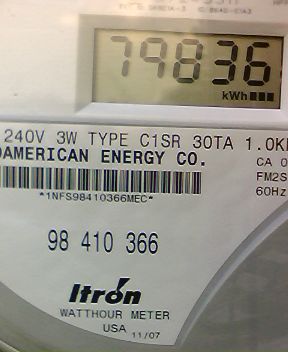 79836
kWh
240V 3W TYPE C1SR 30TA 1.0K
AMERICAN ENERGY CO.
CA 0
FM2S
60Hz
*1NFS98410366MEC*
98 410 366
Itrón
WATTHOUR METER
USA 11/07